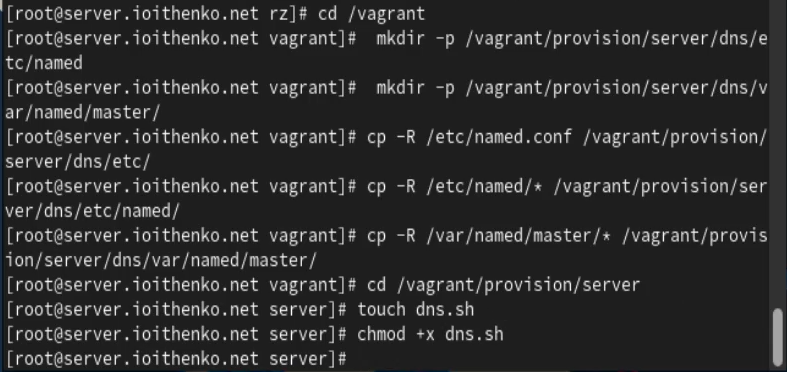 [root@server.ioithenko.net rz]# cd /vagrant
[root@server.ioithenko.net vagrant]#  mkdir -p /vagrant/provision/server/dns/e
tc/named
[root@server.ioithenko.net vagrant]#  mkdir -p /vagrant/provision/server/dns/v
ar/named/master/
[root@server.ioithenko.net vagrant]# cp -R /etc/named.conf /vagrant/provision/
server/dns/etc/
[root@server.ioithenko.net vagrant]# cp -R /etc/named/* /vagrant/provision/ser
ver/dns/etc/named/
[root@server.ioithenko.net vagrant]# cp -R /var/named/master/* /vagrant/provis
ion/server/dns/var/named/master/
[root@server.ioithenko.net vagrant]# cd /vagrant/provision/server
[root@server.ioithenko.net server]# touch dns.sh
[root@server.ioithenko.net server]# chmod +x dns.sh
[root@server.ioithenko.net server]#